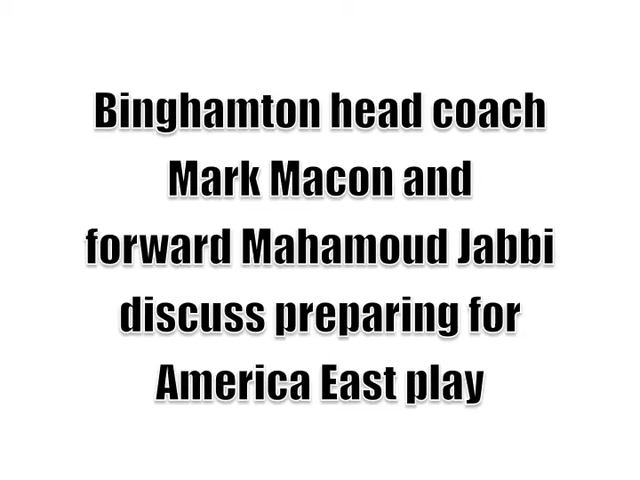 Binghamton head coach
Mark Macon and
forward Mahamoud Jabbi
discuss preparing for
America East play